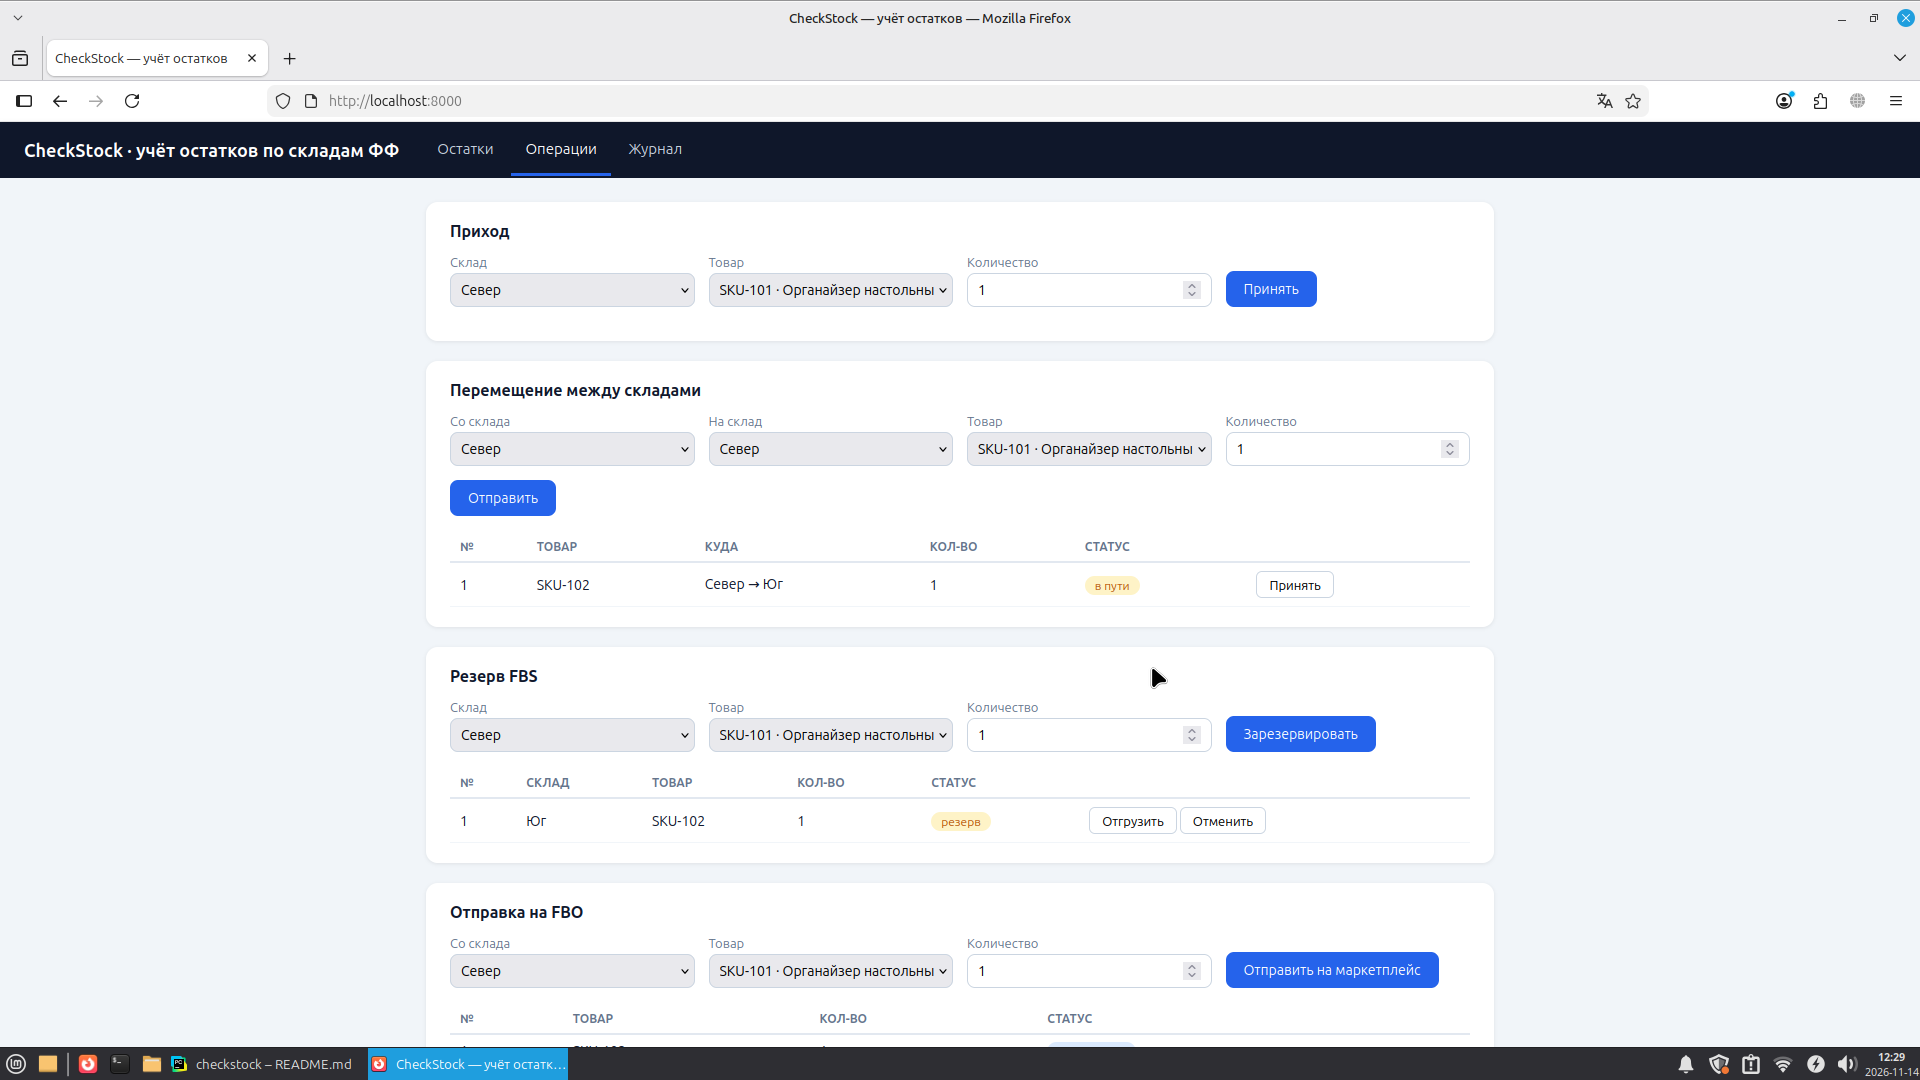 CheckStock — учёт остатков — Mozilla Firefox
CheckStock — учёт остатков
http://localhost:8000
CheckStock · учёт остатков по складам ФФ
Остатки
Операции
Журнал
Приход
Склад
Товар
Количество
Север
SKU-101 · Органайзер настольны
1
Принять
Перемещение между складами
Со склада
На склад
Товар
Количество
Север
Север
SKU-101 · Органайзер настольны
1
Отправить
№ ТОВАР КУДА КОЛ-ВО СТАТУС
1 SKU-102 Север → Юг 1 в пути Принять
Резерв FBS
Склад
Товар
Количество
Север
SKU-101 · Органайзер настольны
1
Зарезервировать
№ СКЛАД ТОВАР КОЛ-ВО СТАТУС
1 Юг SKU-102 1 резерв Отгрузить Отменить
Отправка на FBO
Со склада
Товар
Количество
Север
SKU-101 · Органайзер настольны
1
Отправить на маркетплейс
№ ТОВАР КОЛ-ВО СТАТУС
checkstock – README.md
CheckStock — учёт остатк...
12:29
2026-11-14